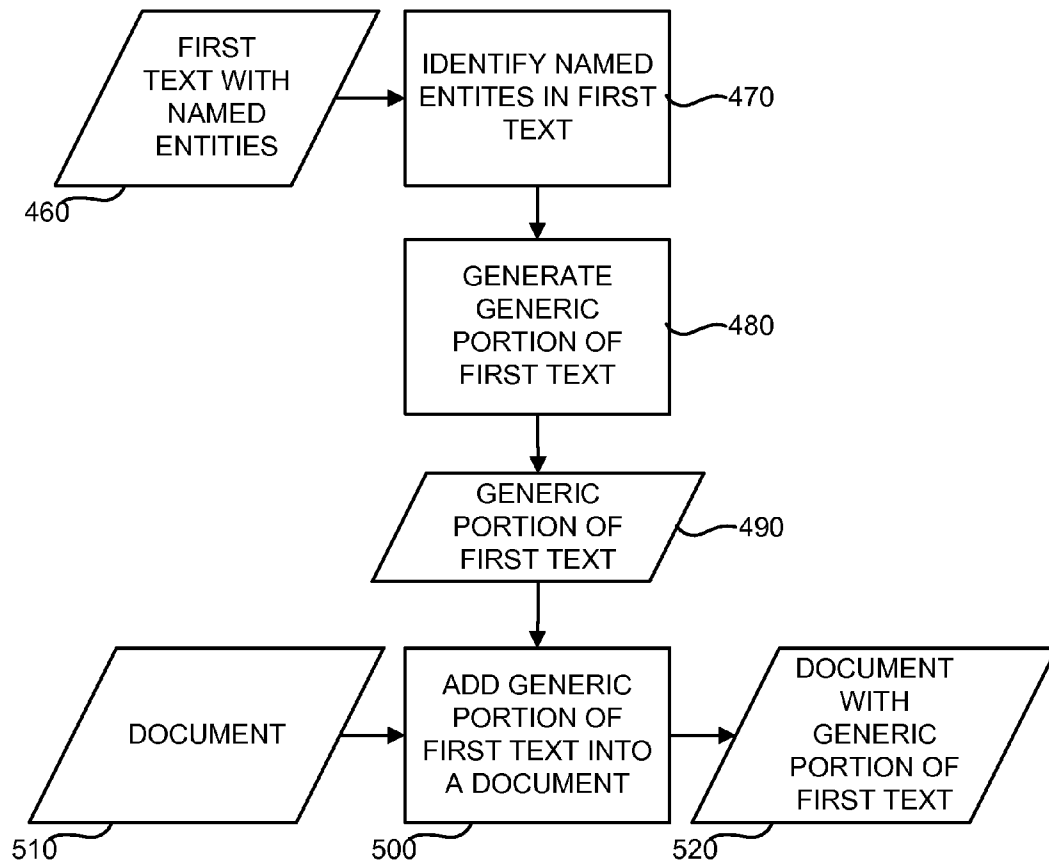 FIRST
TEXT WITH
NAMED
ENTITIES
460
IDENTIFY NAMED
ENTITES IN FIRST
TEXT
470
GENERATE
GENERIC
PORTION OF
FIRST TEXT
480
GENERIC
PORTION OF
FIRST TEXT
490
DOCUMENT
510
ADD GENERIC
PORTION OF
FIRST TEXT INTO
A DOCUMENT
500
DOCUMENT
WITH
GENERIC
PORTION OF
FIRST TEXT
520